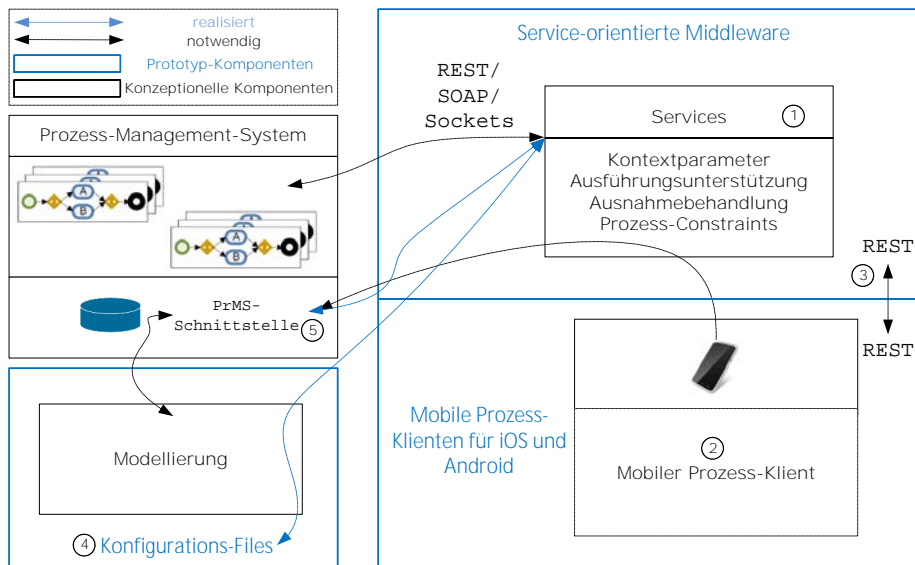 realisiert
notwendig
Prototyp-Komponenten
Konzeptionelle Komponenten
Prozess-Management-System
A
B
A
B
PrMS-
Schnittstelle
5
Modellierung
4 Konfigurations-Files
Service-orientierte Middleware
REST/
SOAP/
Sockets
Services
1
Kontextparameter
Ausführungsunterstützung
Ausnahmebehandlung
Prozess-Constraints
REST
3
REST
Mobile Prozess-
Klienten für iOS und
Android
2
Mobiler Prozess-Klient